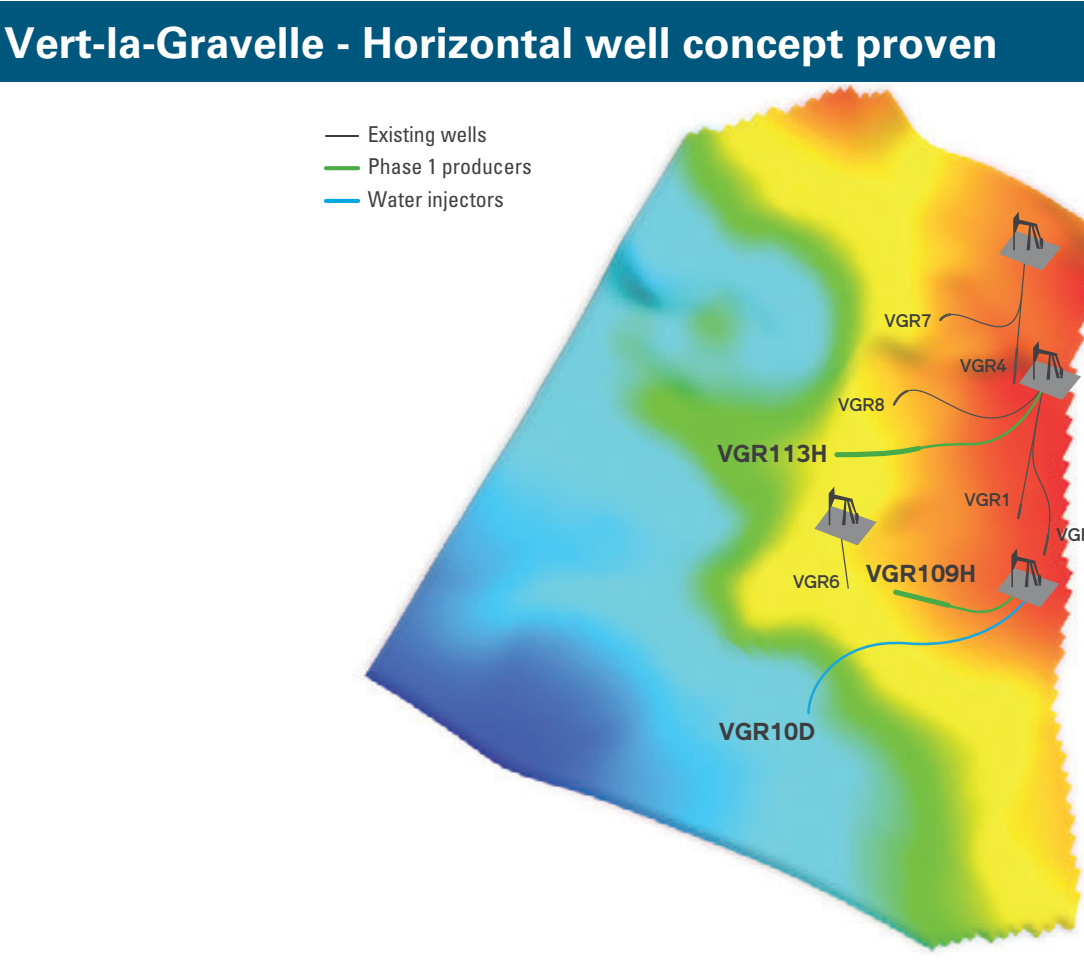 Vert-la-Gravelle - Horizontal well concept proven
Existing wells
Phase 1 producers
Water injectors
VGR7
VGR4
VGR8
VGR113H
VGR1
VGR109H
VGR6
VGR10D